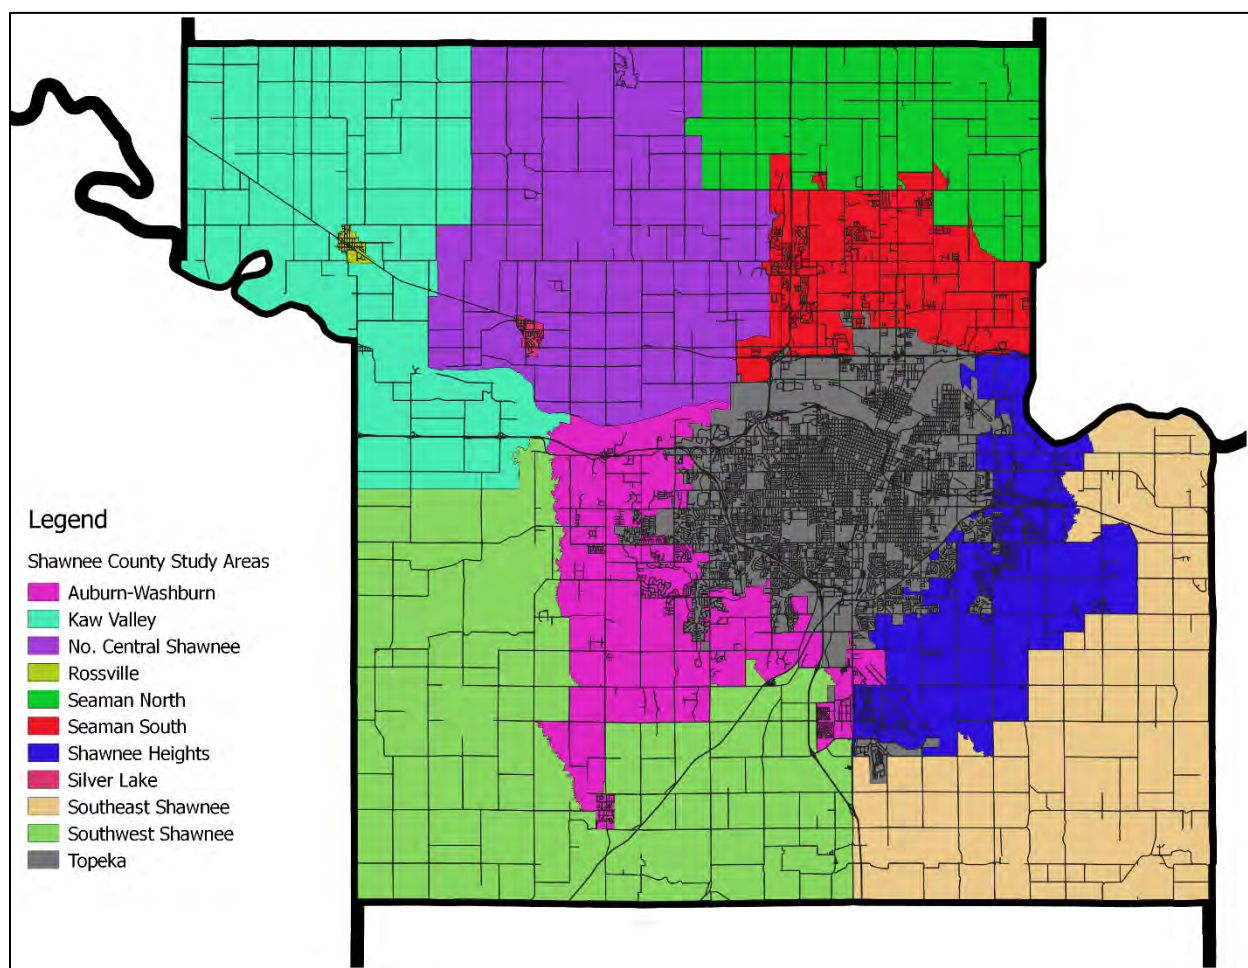 Legend
Shawnee County Study Areas
Auburn-Washburn
Kaw Valley
No. Central Shawnee
Rossville
Seaman North
Seaman South
Shawnee Heights
Silver Lake
Southeast Shawnee
Southwest Shawnee
Topeka